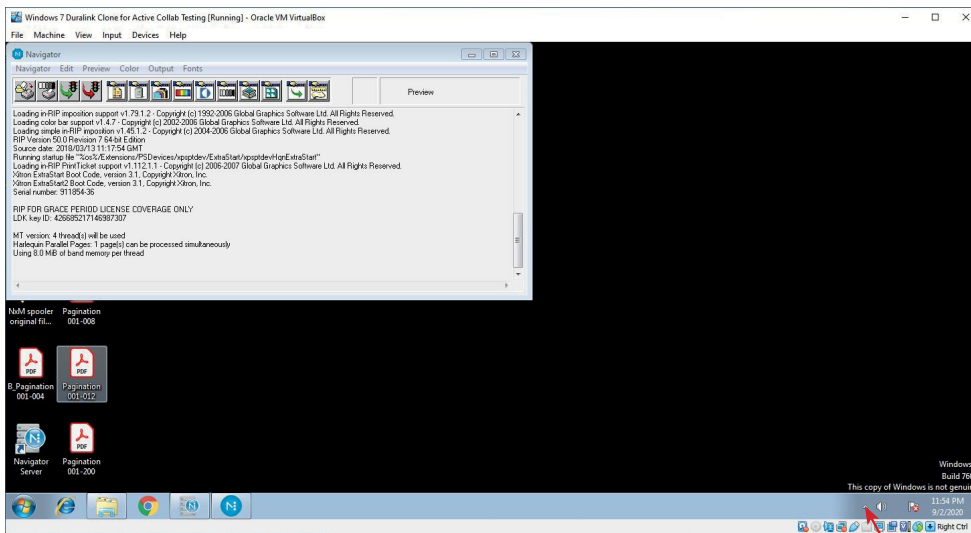 Windows 7 Duralink Clone for Active Collab Testing [Running] - Oracle VM VirtualBox
File Machine View Input Devices Help
Navigator
Navigator Edit Preview Color Output Fonts
Preview
Loading in-RIP imposition support v1.79.1.2 - Copyright (c) 1992-2006 Global Graphics Software Ltd. All Rights Reserved.
Loading color bar support v1.4.7 - Copyright (c) 2002-2006 Global Graphics Software Ltd. All Rights Reserved.
Loading simple in-RIP imposition v1.45.1.2 - Copyright (c) 2004-2006 Global Graphics Software Ltd. All Rights Reserved.
RIP Version 50.0 Revision 7 64-bit Edition
Source date: 2018/03/13 11:17:54 GMT
Running startup file "%os%/Extensions/PSDevices/xpsptdev/ExtraStart/xpsptdevHqnExtraStart"
Loading in-RIP PrintTicket support v1.112.1.1 - Copyright (c) 2006-2007 Global Graphics Software Ltd. All Rights Reserved.
Xitron ExtraStart Boot Code, version 3.1, Copyright Xitron, Inc.
Xitron ExtraStart2 Boot Code, version 3.1, Copyright Xitron, Inc.
Serial number: 911854-36
RIP FOR GRACE PERIOD LICENSE COVERAGE ONLY
LDK key ID: 426685217146987307
MT version: 4 thread(s) will be used
Harlequin Parallel Pages: 1 page(s) can be processed simultaneously
Using 8.0 MiB of band memory per thread
NxM spooler Pagination
original fil... 001-008
PDF PDF
B_Pagination Pagination
001-004 001-012
PDF
Navigator Pagination
Server 001-200
Windows
Build 76
This copy of Windows is not genui
11:54 PM
9/2/2020
Right Ctrl